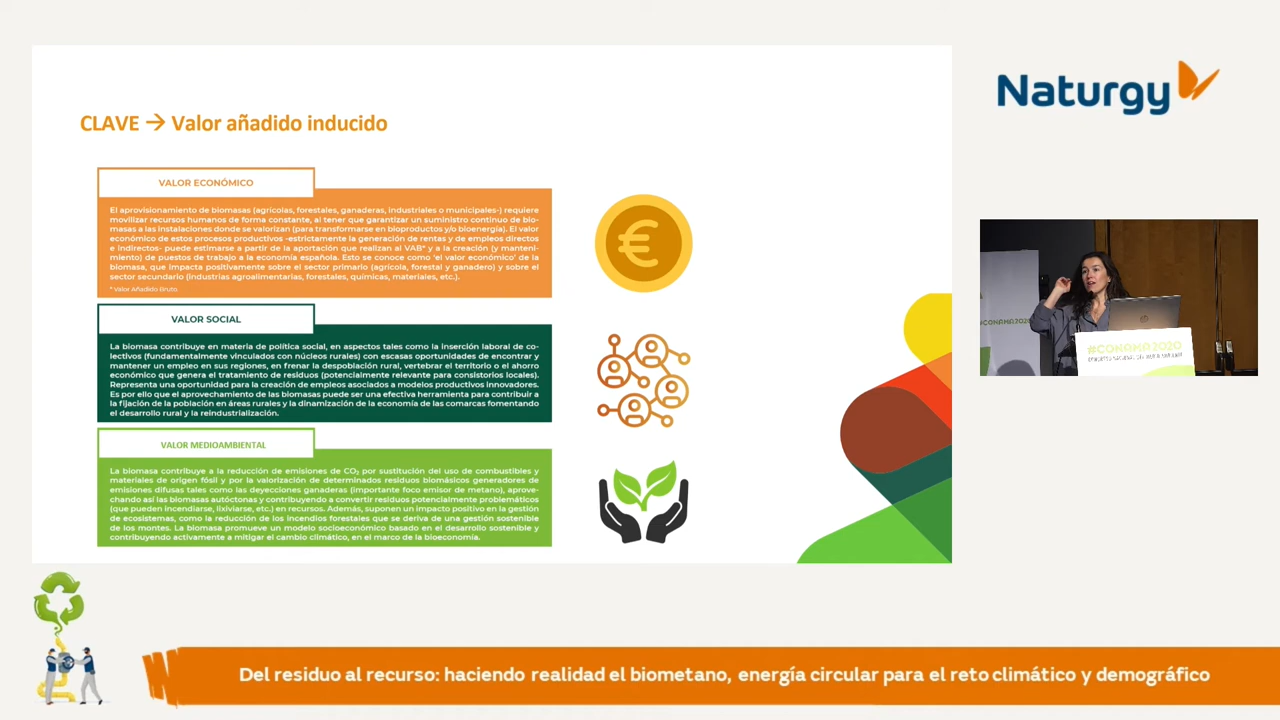 Naturgy
CLAVE → Valor añadido inducido
VALOR ECONÓMICO
El aprovisionamiento de biomasas (agrícolas, forestales, ganaderas, industriales o municipales-) requiere
movilizar recursos humanos de forma constante, al tener que garantizar un suministro continuo de bio-
masas a las instalaciones donde se valorizan (para transformarse en bioproductos y/o bioenergía). El valor
económico de estos procesos productivos -estrictamente la generación de rentas y de empleos directos
e indirectos- puede estimarse a partir de la aportación que realizan al VAB* y a la creación (y manteni-
miento) de puestos de trabajo a la economía española. Esto se conoce como 'el valor económico' de la
biomasa, que impacta positivamente sobre el sector primario (agrícola, forestal y ganadero) y sobre el
sector secundario (industrias agroalimentarias, forestales, químicas, materiales, etc.).
* Valor Añadido Bruto
VALOR SOCIAL
La biomasa contribuye en materia de política social, en aspectos tales como la inserción laboral de co-
lectivos (fundamentalmente vinculados con núcleos rurales) con escasas oportunidades de encontrar y
mantener un empleo en sus regiones, en frenar la despoblación rural, vertebrar el territorio o el ahorro
económico que genera el tratamiento de residuos (potencialmente relevante para consistorios locales).
Representa una oportunidad para la creación de empleos asociados a modelos productivos innovadores.
Es por ello que el aprovechamiento de las biomasas puede ser una efectiva herramienta para contribuir a
la fijación de la población en áreas rurales y la dinamización de la economía de las comarcas fomentando
el desarrollo rural y la reindustrialización.
VALOR MEDIOAMBIENTAL
La biomasa contribuye a la reducción de emisiones de CO₂ por sustitución del uso de combustibles y
materiales de origen fósil y por la valorización de determinados residuos biomásicos generadores de
emisiones difusas tales como las deyecciones ganaderas (importante foco emisor de metano), aprove-
chando así las biomasas autóctonas y contribuyendo a convertir residuos potencialmente problemáticos
(que pueden incendiarse, lixiviarse, etc.) en recursos. Además, suponen un impacto positivo en la gestión
de ecosistemas, como la reducción de los incendios forestales que se deriva de una gestión sostenible
de los montes. La biomasa promueve un modelo socioeconómico basado en el desarrollo sostenible y
contribuyendo activamente a mitigar el cambio climático, en el marco de la bioeconomía.
#CONAMA2020
#CONAMA2020
Del residuo al recurso: haciendo realidad el biometano, energía circular para el reto climático y demográfico